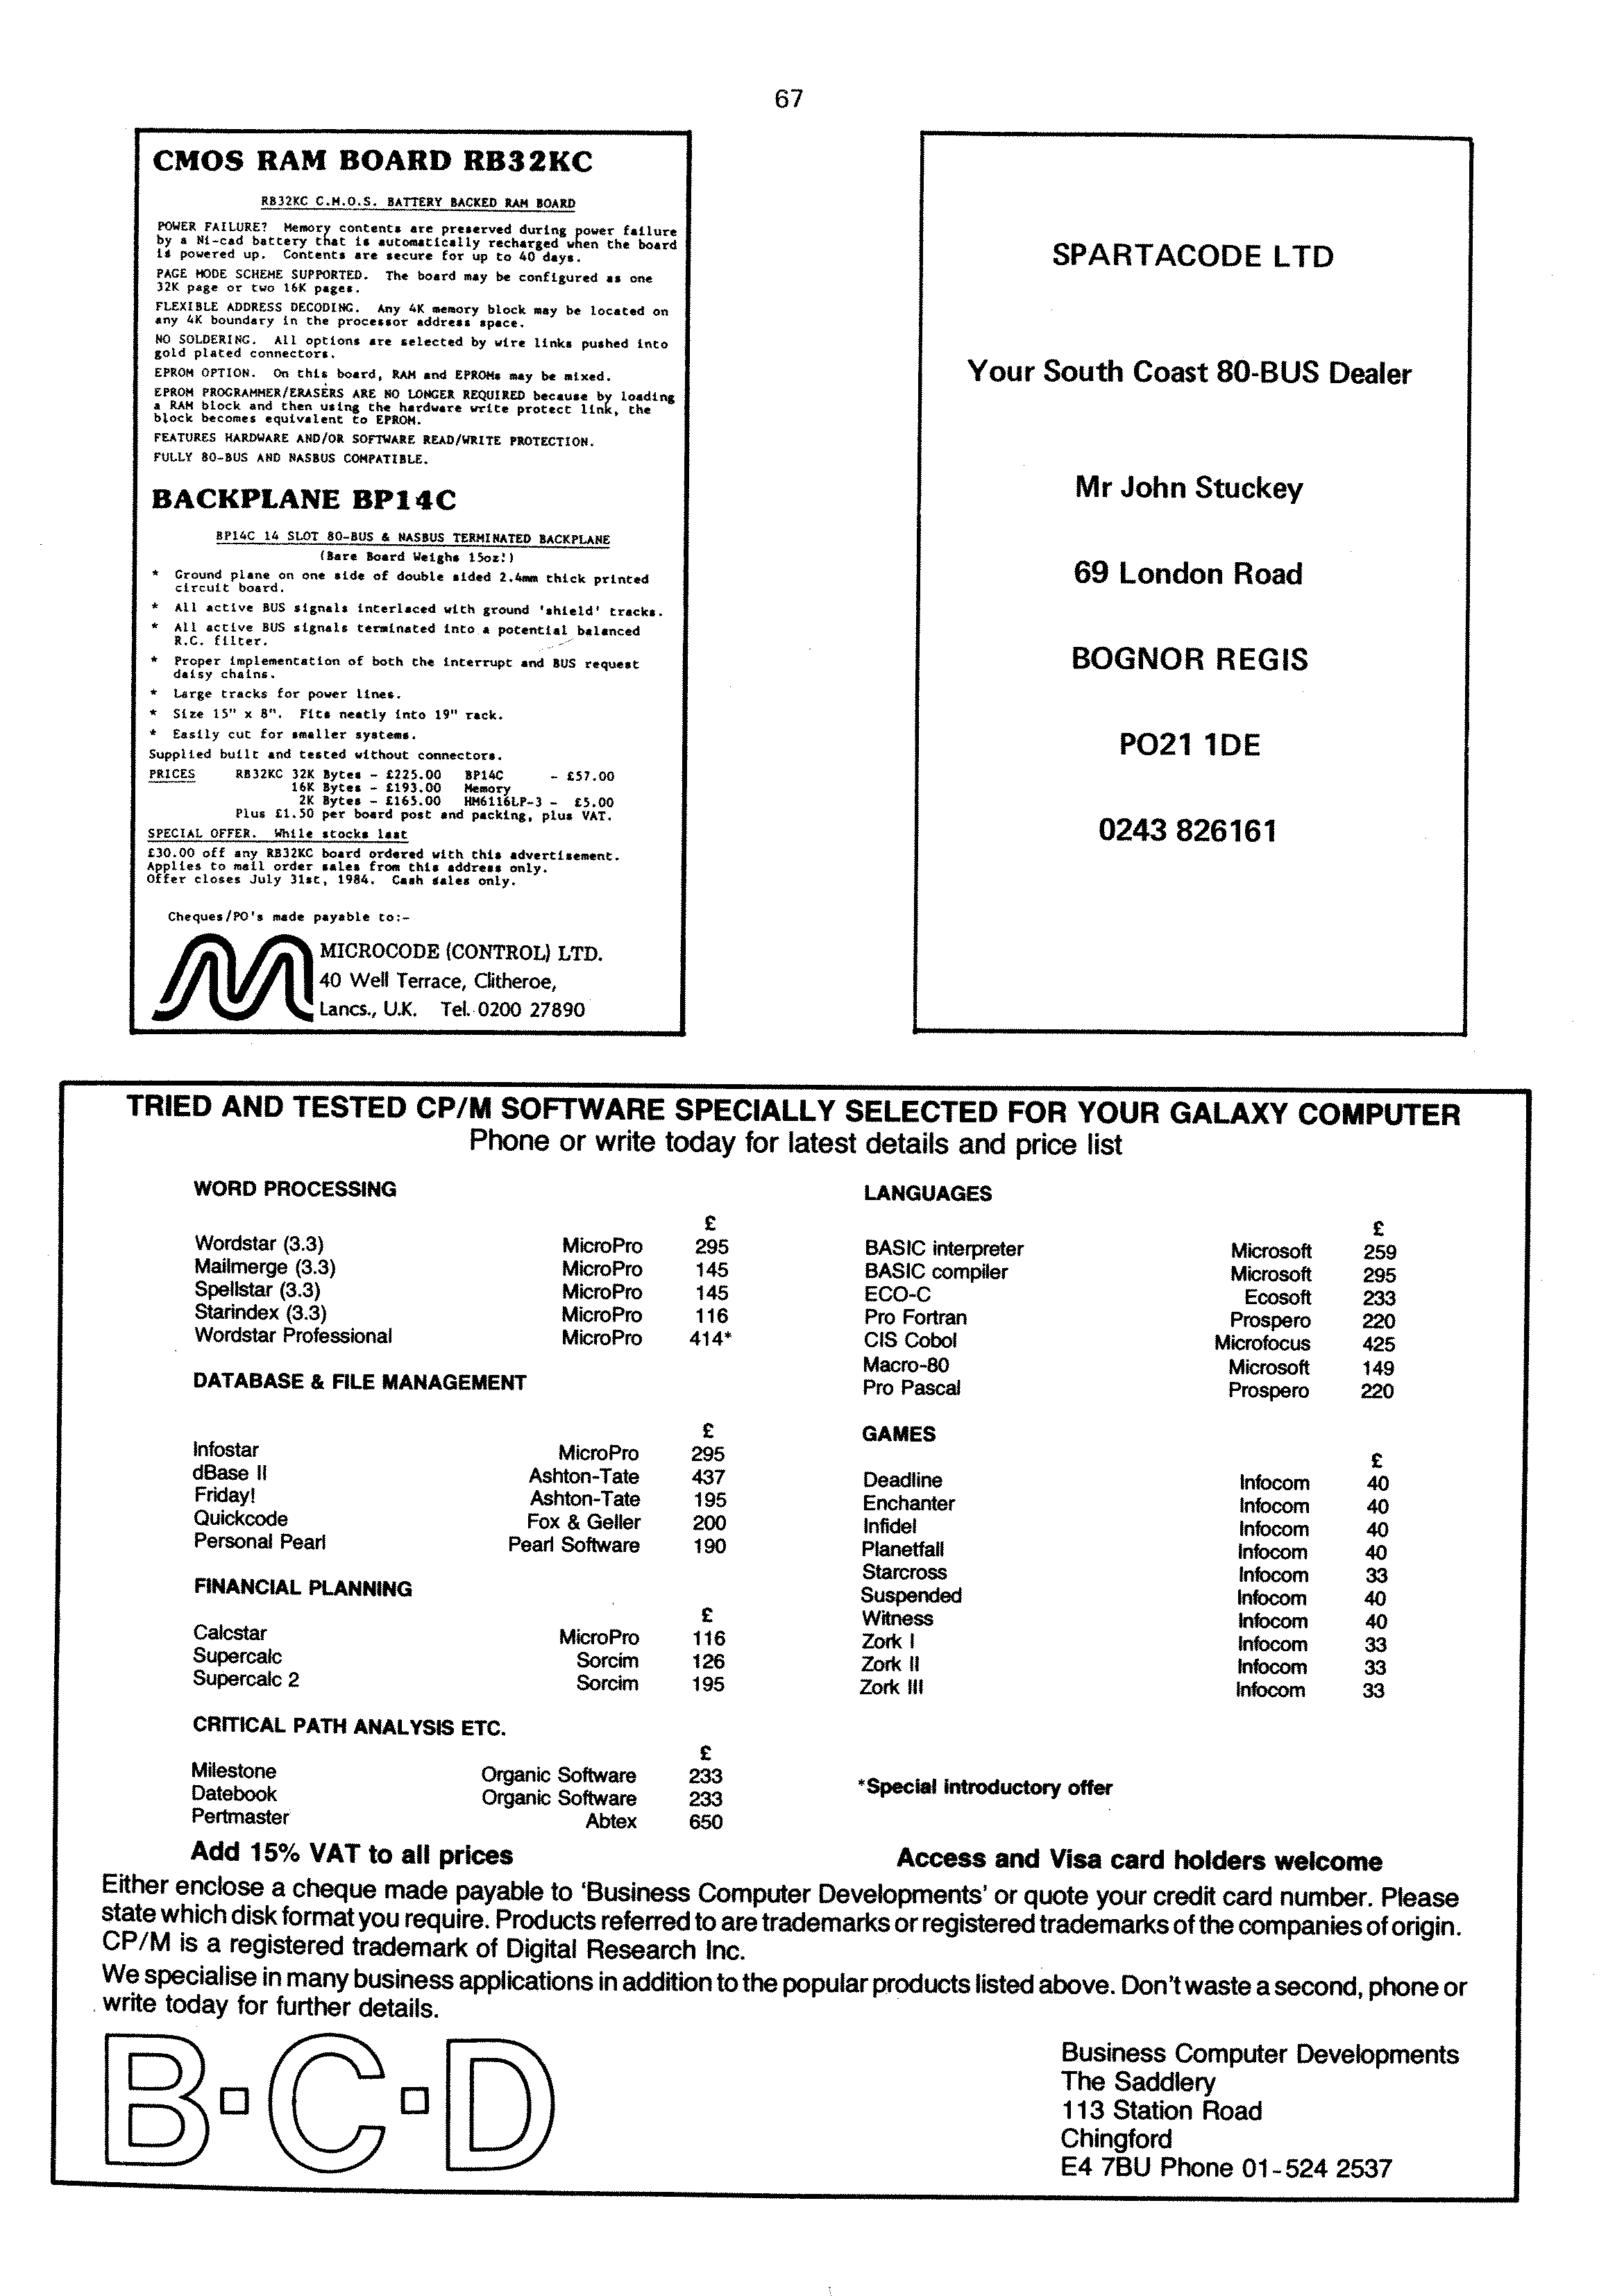 67
CMOS RAM BOARD RB32KC
RB32KC C.M.O.S. BATTERY BACKED RAM BOARD
POWER FAILURE? Memory contents are preserved during power failure
by a Ni-cad battery that is automatically recharged when the board
is powered up. Contents are secure for up to 40 days.
PAGE MODE SCHEME SUPPORTED. The board may be configured as one
32K page or two 16K pages.
FLEXIBLE ADDRESS DECODING. Any 4K memory block may be located on
any 4K boundary in the processor address space.
NO SOLDERING. All options are selected by wire links pushed into
gold plated connectors.
EPROM OPTION. On this board, RAM and EPROMs may be mixed.
EPROM PROGRAMMER/ERASERS ARE NO LONGER REQUIRED because by loading
a RAM block and then using the hardware write protect link, the
block becomes equivalent to EPROM.
FEATURES HARDWARE AND/OR SOFTWARE READ/WRITE PROTECTION.
FULLY 80-BUS AND NASBUS COMPATIBLE.
BACKPLANE BP14C
BP14C 14 SLOT 80-BUS & NASBUS TERMINATED BACKPLANE
(Bare Board Weighs 15oz!)
* Ground plane on one side of double sided 2.4mm thick printed
circuit board.
* All active BUS signals interlaced with ground 'shield' tracks.
* All active BUS signals terminated into a potential balanced
R.C. filter.
* Proper implementation of both the interrupt and BUS request
daisy chains.
* Large tracks for power lines.
* Size 15" x 8". Fits neatly into 19" rack.
* Easily cut for smaller systems.
Supplied built and tested without connectors.
PRICES RB32KC 32K Bytes - £225.00 BP14C - £57.00
16K Bytes - £193.00 Memory
2K Bytes - £165.00 HM6116LP-3 - £5.00
Plus £1.50 per board post and packing, plus VAT.
SPECIAL OFFER. While stocks last
£30.00 off any RB32KC board ordered with this advertisement.
Applies to mail order sales from this address only.
Offer closes July 31st, 1984. Cash sales only.
Cheques/PO's made payable to:-
MICROCODE (CONTROL) LTD.
40 Well Terrace, Clitheroe,
Lancs., U.K. Tel. 0200 27890
SPARTACODE LTD
Your South Coast 80-BUS Dealer
Mr John Stuckey
69 London Road
BOGNOR REGIS
PO21 1DE
0243 826161
TRIED AND TESTED CP/M SOFTWARE SPECIALLY SELECTED FOR YOUR GALAXY COMPUTER
Phone or write today for latest details and price list
WORD PROCESSING
£
Wordstar (3.3) MicroPro 295
Mailmerge (3.3) MicroPro 145
Spellstar (3.3) MicroPro 145
Starindex (3.3) MicroPro 116
Wordstar Professional MicroPro 414*
DATABASE & FILE MANAGEMENT
£
Infostar MicroPro 295
dBase II Ashton-Tate 437
Friday! Ashton-Tate 195
Quickcode Fox & Geller 200
Personal Pearl Pearl Software 190
FINANCIAL PLANNING
£
Calcstar MicroPro 116
Supercalc Sorcim 126
Supercalc 2 Sorcim 195
CRITICAL PATH ANALYSIS ETC.
£
Milestone Organic Software 233
Datebook Organic Software 233
Pertmaster Abtex 650
LANGUAGES
£
BASIC interpreter Microsoft 259
BASIC compiler Microsoft 295
ECO-C Ecosoft 233
Pro Fortran Prospero 220
CIS Cobol Microfocus 425
Macro-80 Microsoft 149
Pro Pascal Prospero 220
GAMES
£
Deadline Infocom 40
Enchanter Infocom 40
Infidel Infocom 40
Planetfall Infocom 40
Starcross Infocom 33
Suspended Infocom 40
Witness Infocom 40
Zork I Infocom 33
Zork II Infocom 33
Zork III Infocom 33
*Special introductory offer
Add 15% VAT to all prices
Access and Visa card holders welcome
Either enclose a cheque made payable to 'Business Computer Developments' or quote your credit card number. Please
state which disk format you require. Products referred to are trademarks or registered trademarks of the companies of origin.
CP/M is a registered trademark of Digital Research Inc.
We specialise in many business applications in addition to the popular products listed above. Don't waste a second, phone or
write today for further details.
B·C·D
Business Computer Developments
The Saddlery
113 Station Road
Chingford
E4 7BU Phone 01-524 2537